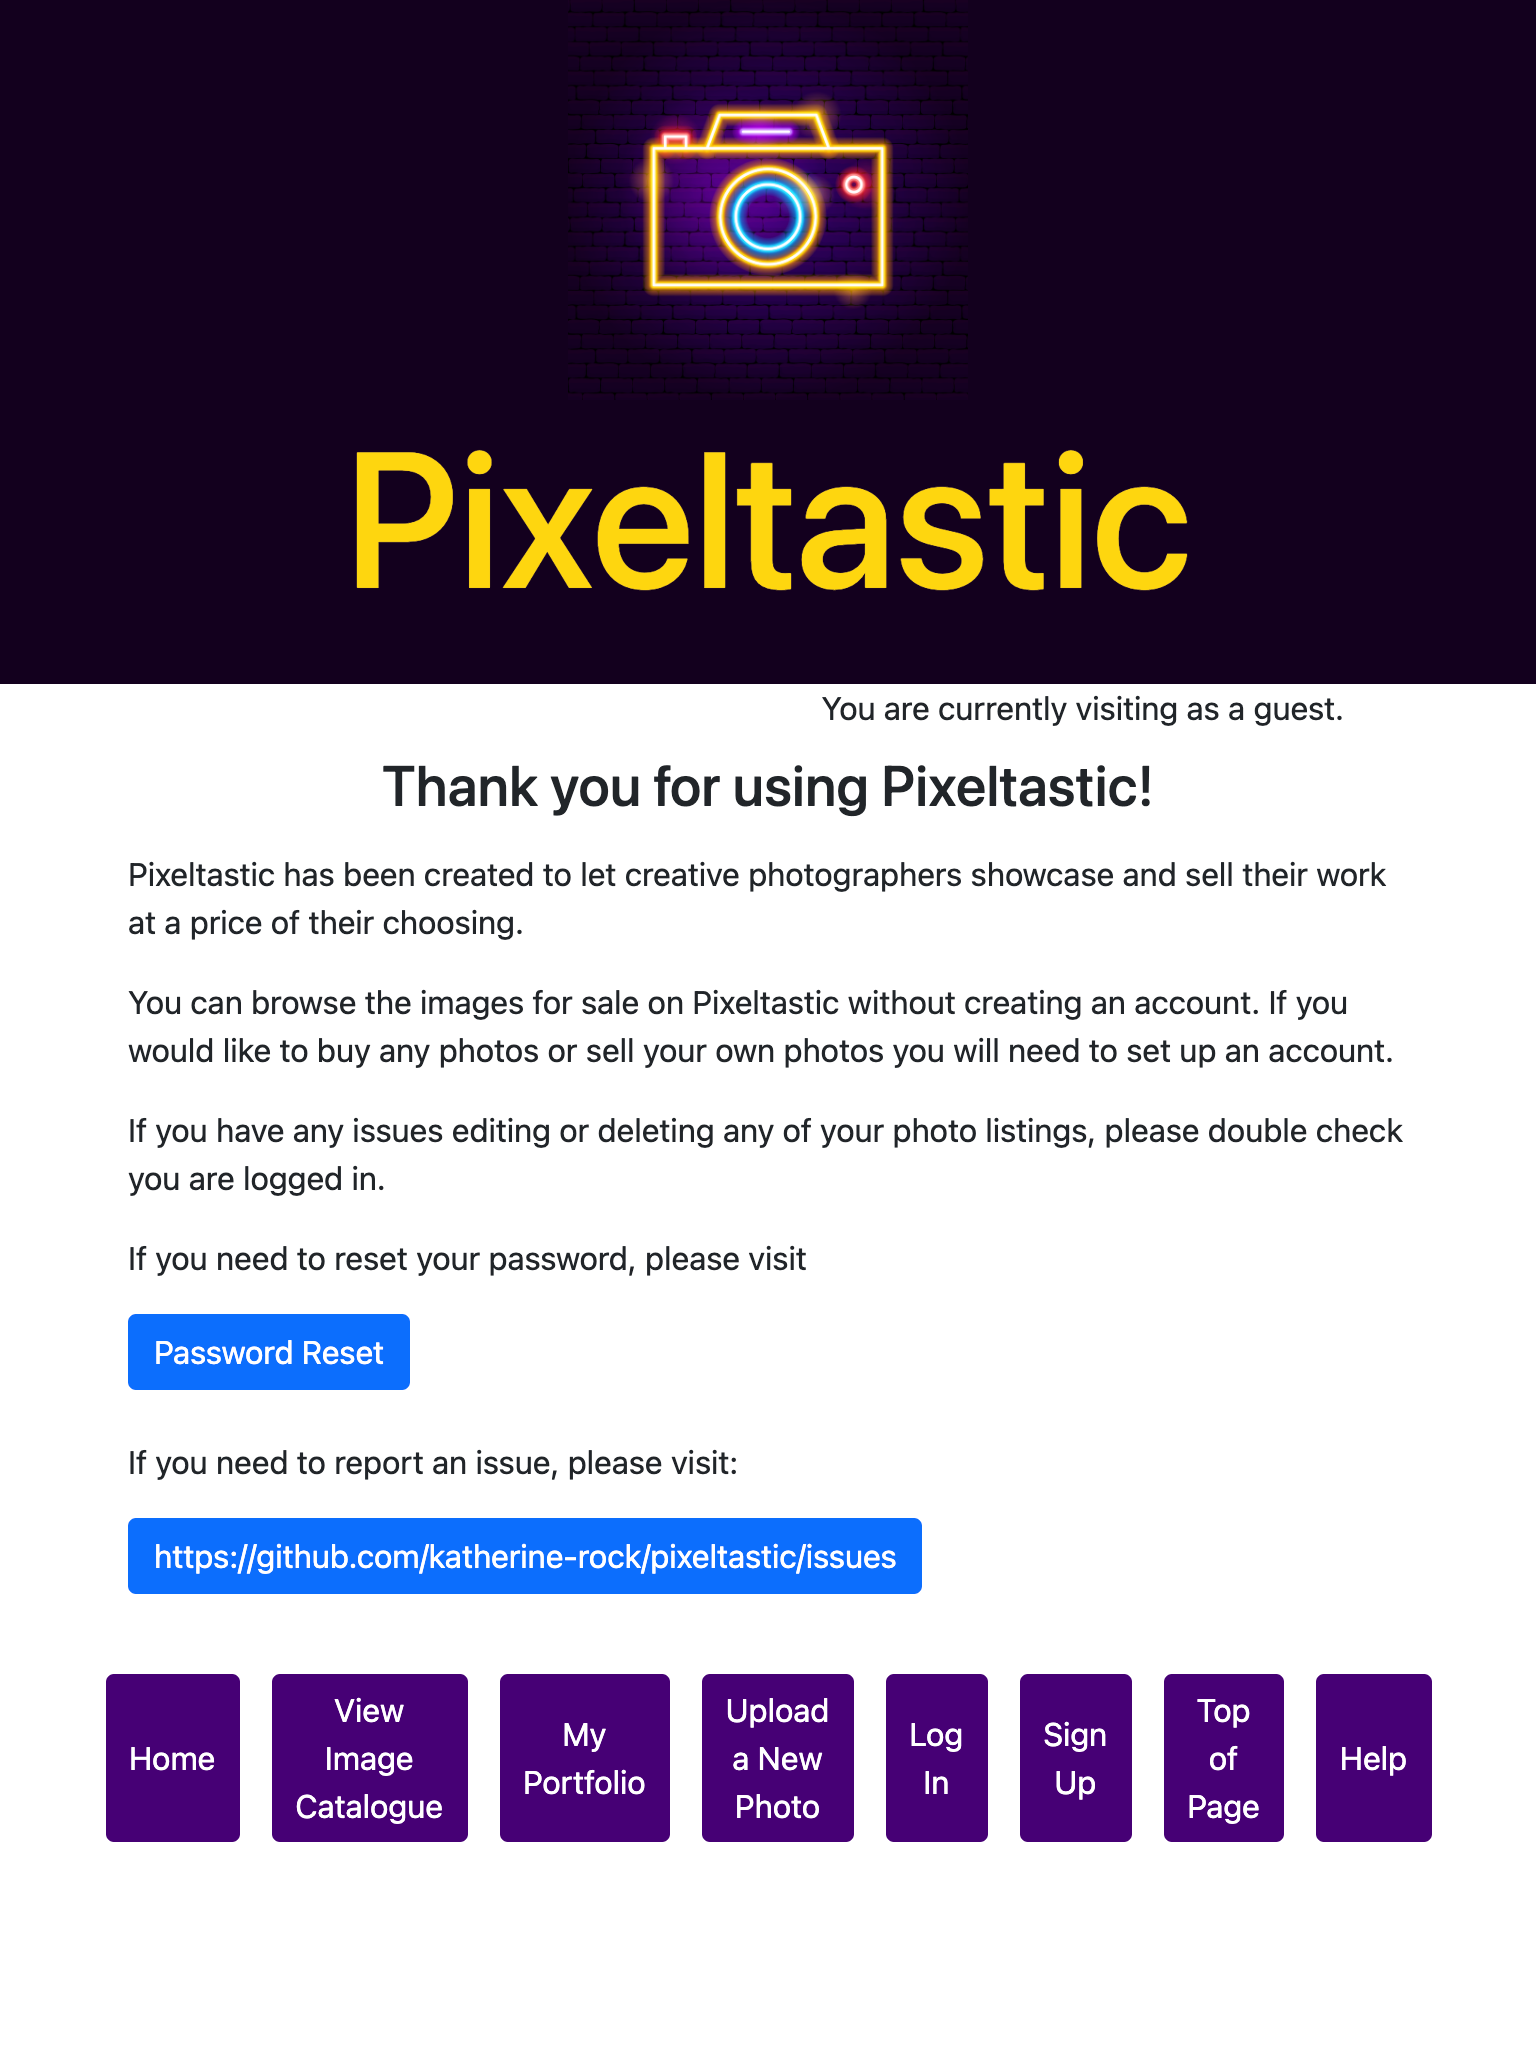 Pixeltastic
You are currently visiting as a guest.
Thank you for using Pixeltastic!
Pixeltastic has been created to let creative photographers showcase and sell their work
at a price of their choosing.
You can browse the images for sale on Pixeltastic without creating an account. If you
would like to buy any photos or sell your own photos you will need to set up an account.
If you have any issues editing or deleting any of your photo listings, please double check
you are logged in.
If you need to reset your password, please visit
Password Reset
If you need to report an issue, please visit:
https://github.com/katherine-rock/pixeltastic/issues
Home
View
Image
Catalogue
My
Portfolio
Upload
a New
Photo
Log
In
Sign
Up
Top
of
Page
Help